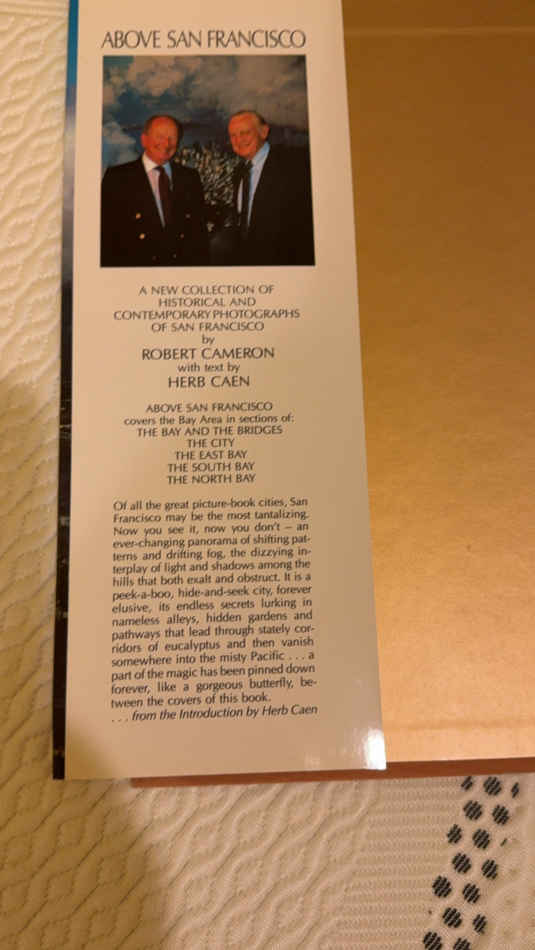 ABOVE SAN FRANCISCO
A NEW COLLECTION OF
HISTORICAL AND
CONTEMPORARY PHOTOGRAPHS
OF SAN FRANCISCO
by
ROBERT CAMERON
with text by
HERB CAEN
ABOVE SAN FRANCISCO
covers the Bay Area in sections of:
THE BAY AND THE BRIDGES
THE CITY
THE EAST BAY
THE SOUTH BAY
THE NORTH BAY
Of all the great picture-book cities, San
Francisco may be the most tantalizing.
Now you see it, now you don't — an
ever-changing panorama of shifting pat-
terns and drifting fog, the dizzying in-
terplay of light and shadows among the
hills that both exalt and obstruct. It is a
peek-a-boo, hide-and-seek city, forever
elusive, its endless secrets lurking in
nameless alleys, hidden gardens and
pathways that lead through stately cor-
ridors of eucalyptus and then vanish
somewhere into the misty Pacific . . . a
part of the magic has been pinned down
forever, like a gorgeous butterfly, be-
tween the covers of this book.
. . . from the Introduction by Herb Caen